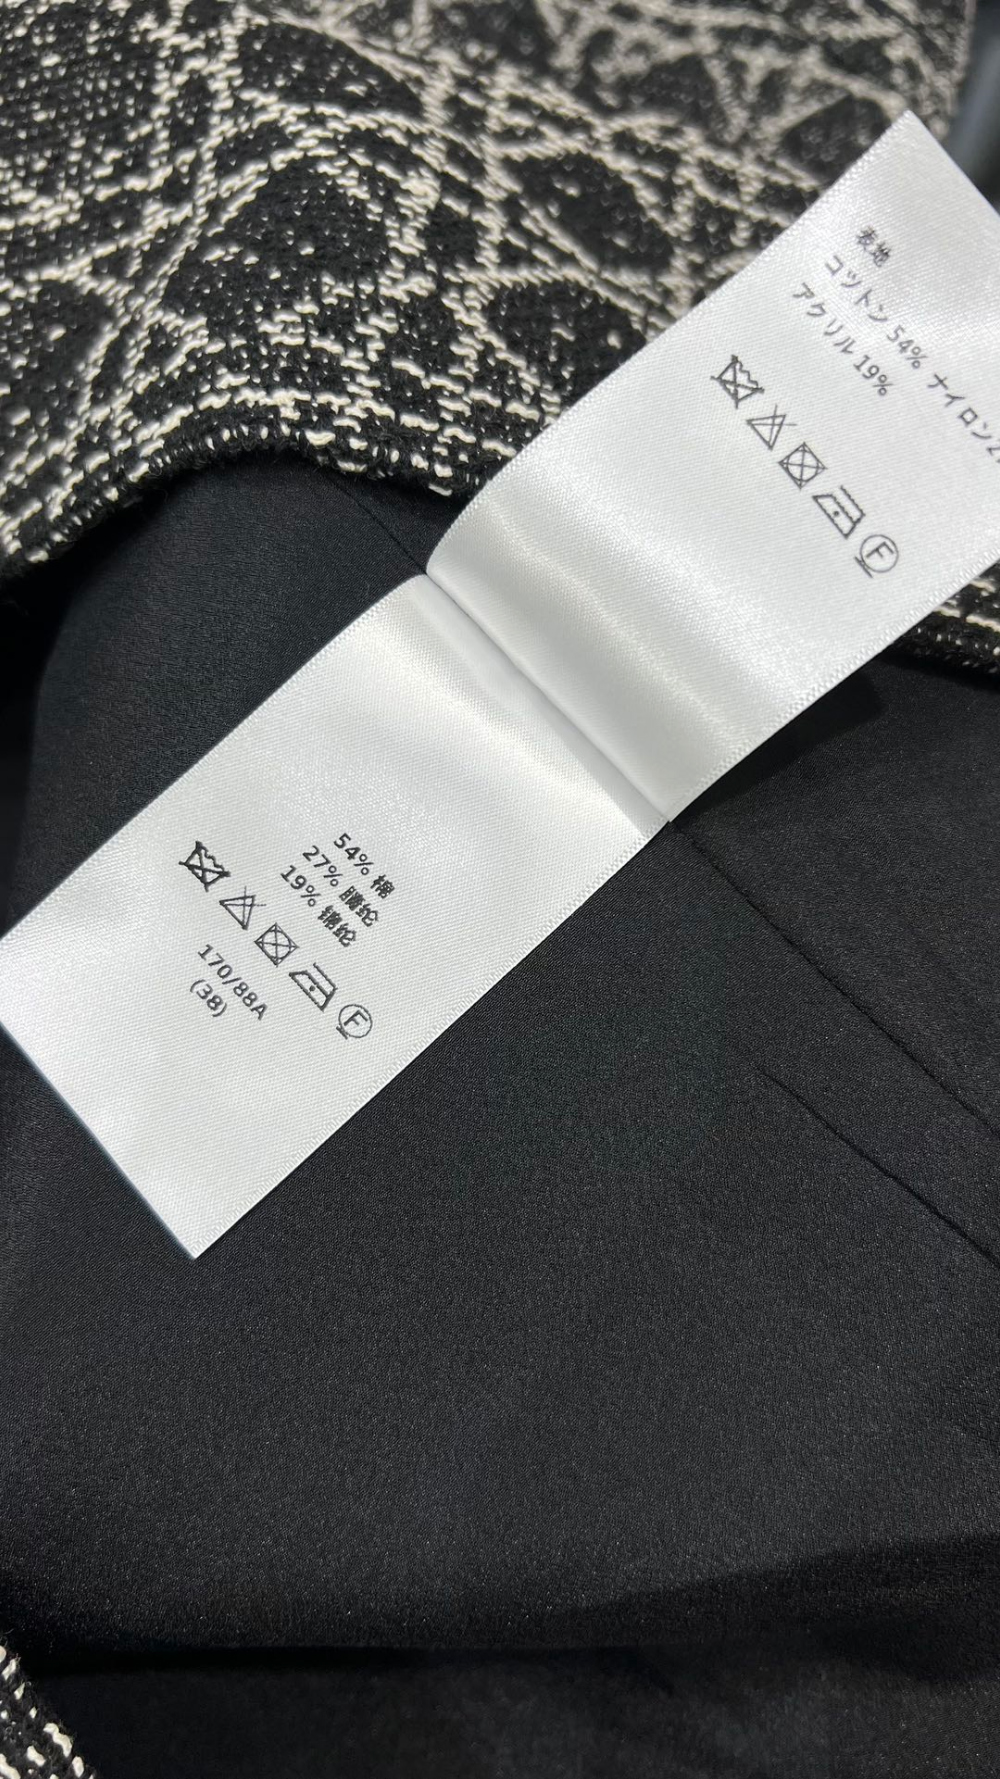 表地
コットン 54% ナイロン2
アクリル 19%
F
54% 棉
27% 腈纶
19% 锦纶
F
170/88A
(38)